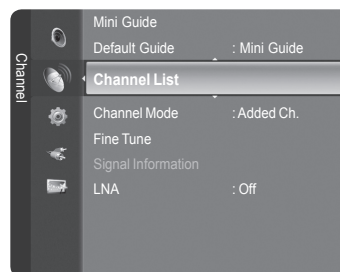 Channel
Mini Guide
Default Guide : Mini Guide
Channel List
Channel Mode : Added Ch.
Fine Tune
Signal Information
LNA : Off